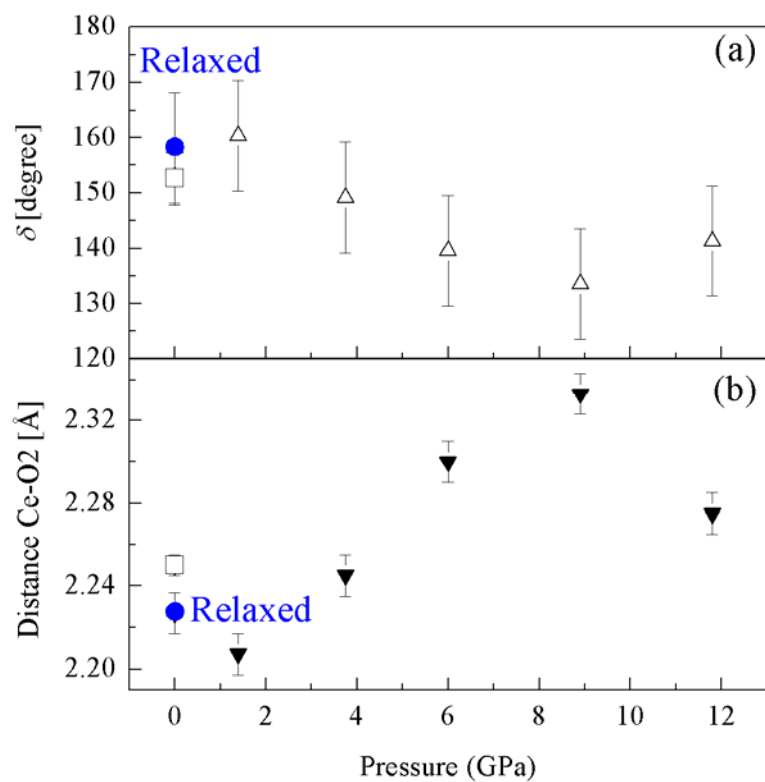 180
(a)
Relaxed
170
160
150
140
130
120
δ [degree]
(b)
2.32
2.28
2.24
Relaxed
2.20
Distance Ce-O2 [Å]
0 2 4 6 8 10 12
Pressure (GPa)